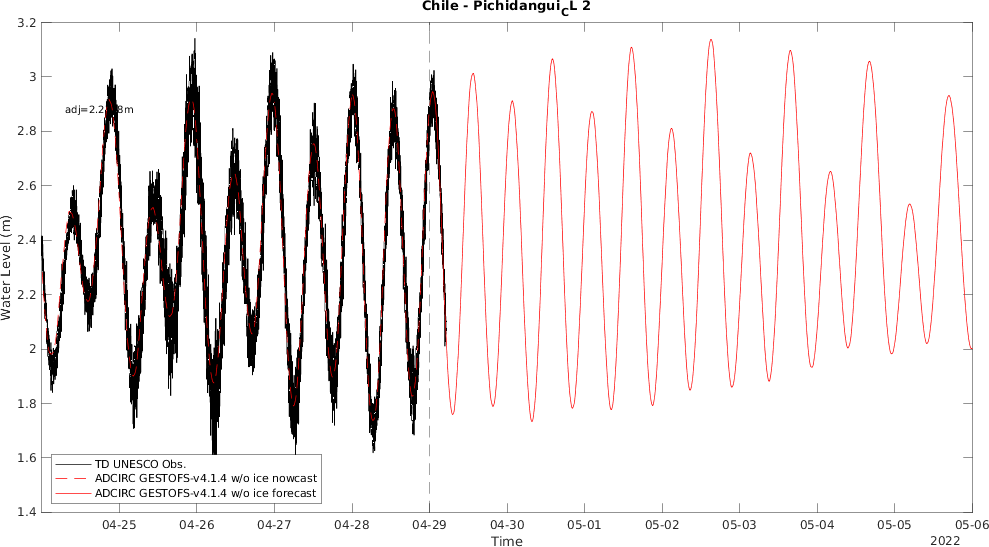 Chile - Pichidangui_CL 2
3.2
3
2.8
2.6
2.4
2.2
2
1.8
1.6
1.4
Water Level (m)
TD UNESCO Obs.
ADCIRC GESTOFS-v4.1.4 w/o ice nowcast
ADCIRC GESTOFS-v4.1.4 w/o ice forecast
04-25 04-26 04-27 04-28 04-29 04-30 05-01 05-02 05-03 05-04 05-05 05-06
Time
2022